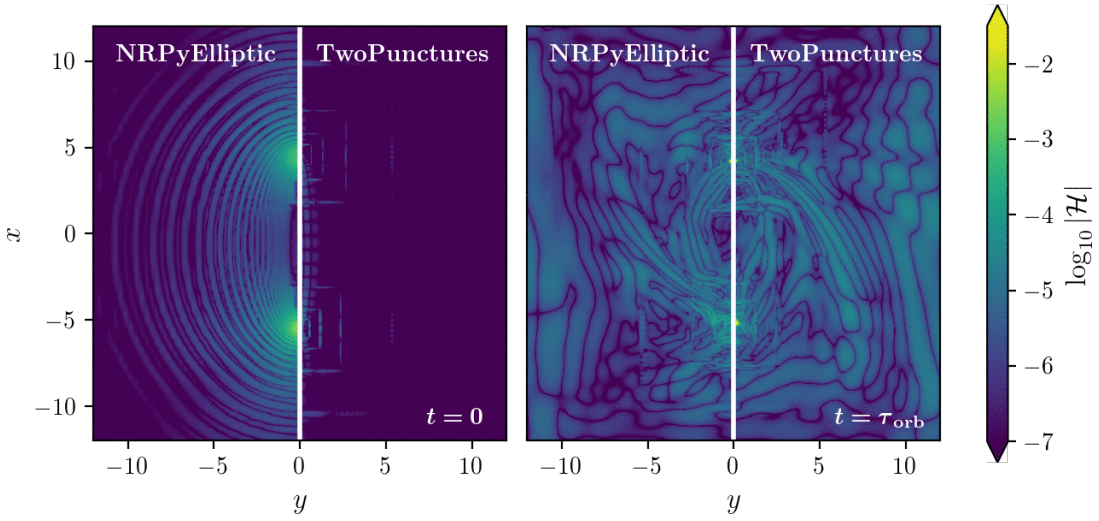 NRPyElliptic TwoPunctures
NRPyElliptic TwoPunctures
10
5
0
−5
−10
x
t = 0
t = τorb
−10 −5 0 5 10
−10 −5 0 5 10
y
y
−2
−3
−4
−5
−6
−7
log10|ℋ|